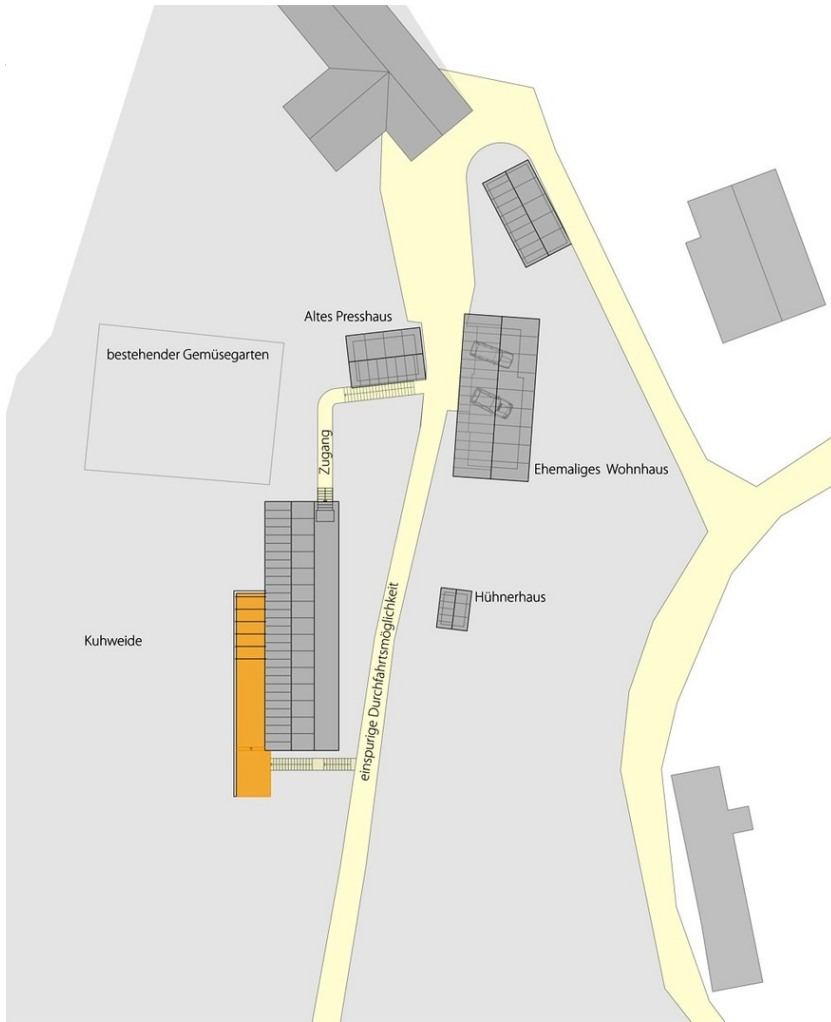 Altes Presshaus
bestehender Gemüsegarten
Zugang
Ehemaliges Wohnhaus
Hühnerhaus
Kuhweide
einspurige Durchfahrtsmöglichkeit